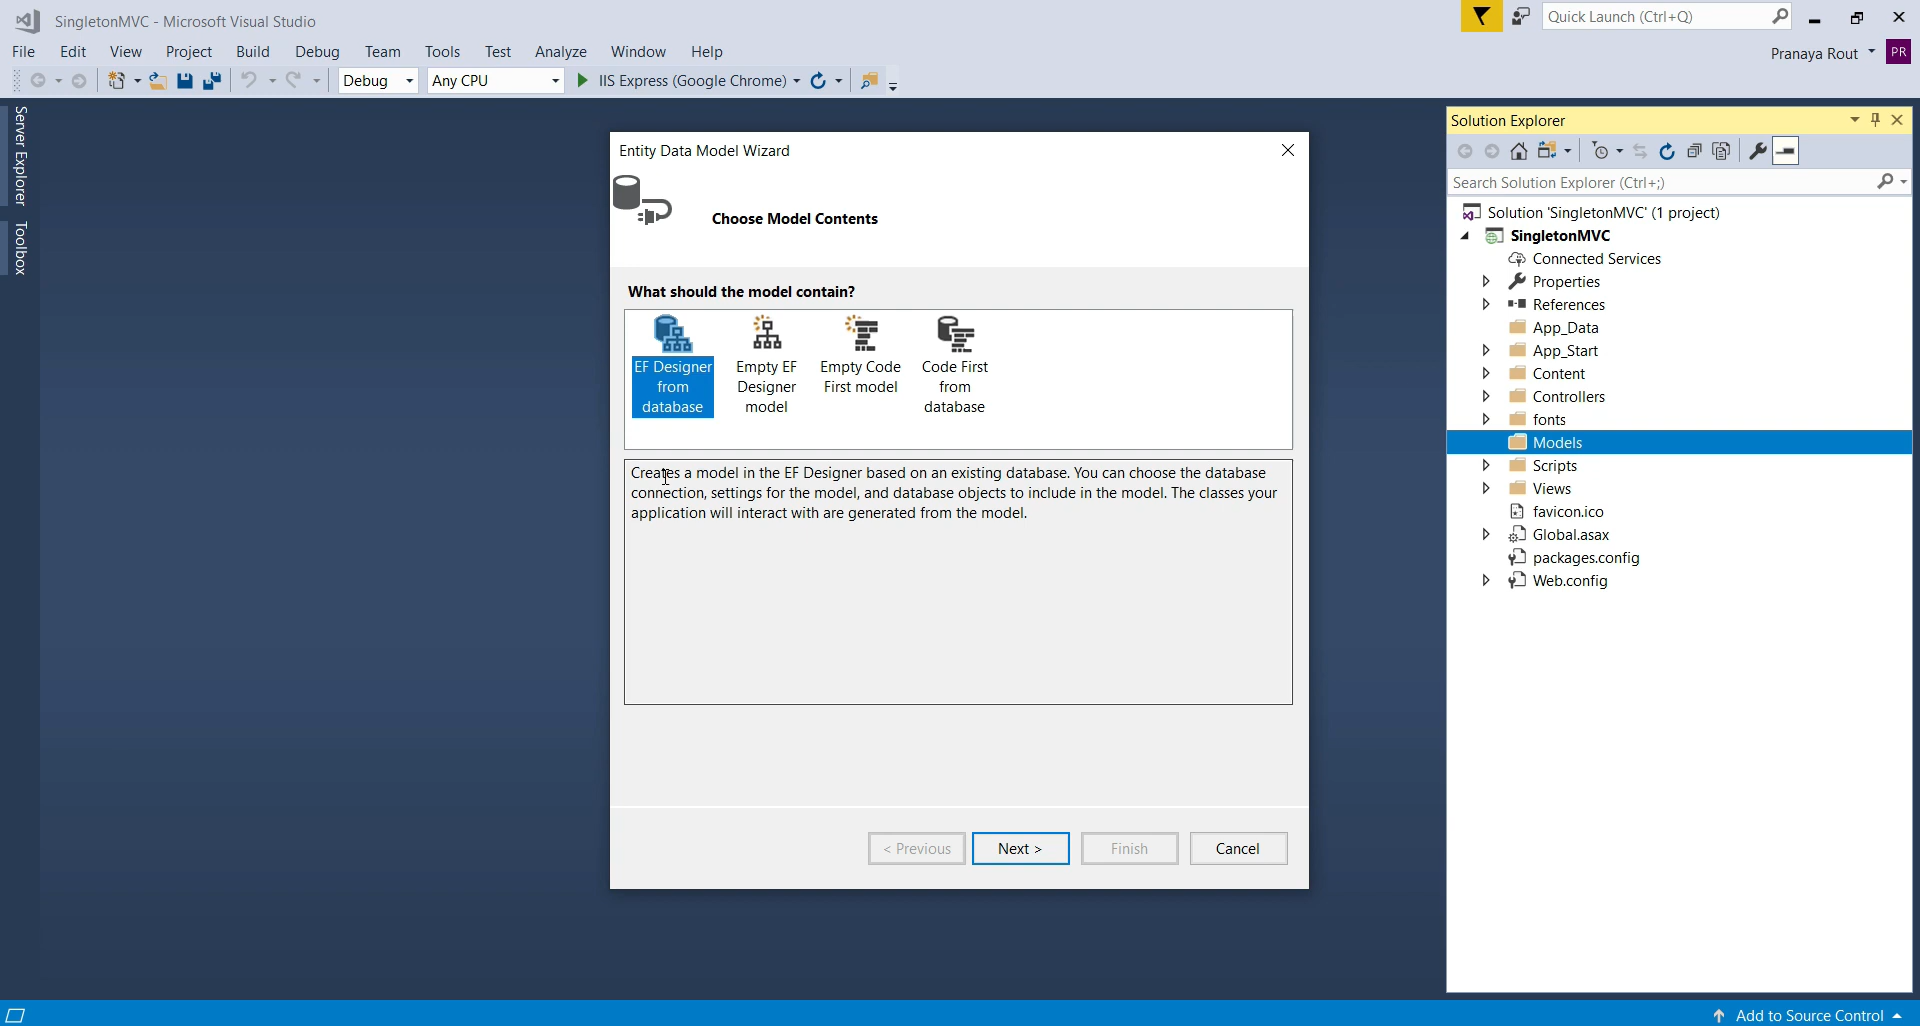 SingletonMVC - Microsoft Visual Studio
Quick Launch (Ctrl+Q)
File Edit View Project Build Debug Team Tools Test Analyze Window Help
Pranaya Rout PR
Debug Any CPU IIS Express (Google Chrome)
Server Explorer
Toolbox
Entity Data Model Wizard
Choose Model Contents
What should the model contain?
EF Designer
from
database
Empty EF
Designer
model
Empty Code
First model
Code First
from
database
Creates a model in the EF Designer based on an existing database. You can choose the database
connection, settings for the model, and database objects to include in the model. The classes your
application will interact with are generated from the model.
< Previous Next > Finish Cancel
Solution Explorer
Search Solution Explorer (Ctrl+;)
Solution 'SingletonMVC' (1 project)
SingletonMVC
Connected Services
Properties
References
App_Data
App_Start
Content
Controllers
fonts
Models
Scripts
Views
favicon.ico
Global.asax
packages.config
Web.config
Add to Source Control